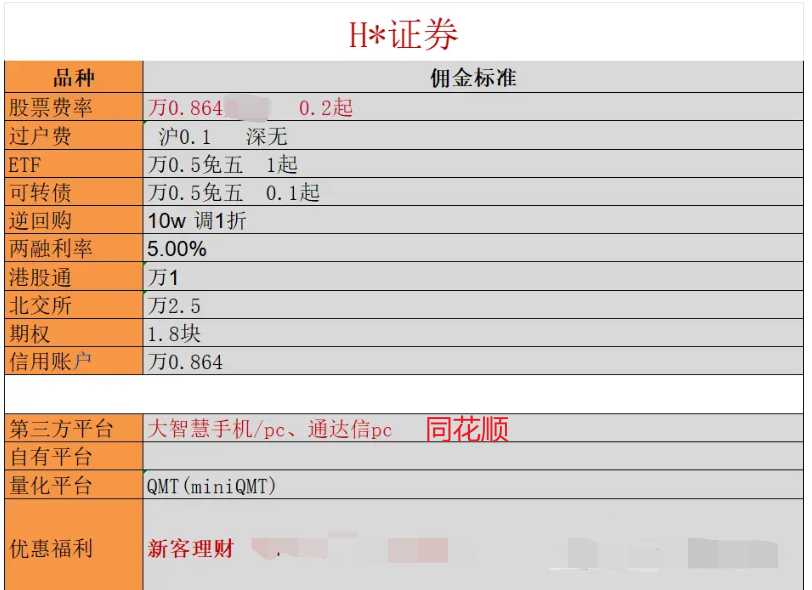 H*证券
品种 佣金标准
股票费率 万0.864 0.2起
过户费 沪0.1 深无
ETF 万0.5免五 1起
可转债 万0.5免五 0.1起
逆回购 10w 调1折
两融利率 5.00%
港股通 万1
北交所 万2.5
期权 1.8块
信用账户 万0.864
第三方平台 大智慧手机/pc、通达信pc 同花顺
自有平台
量化平台 QMT(miniQMT)
优惠福利 新客理财